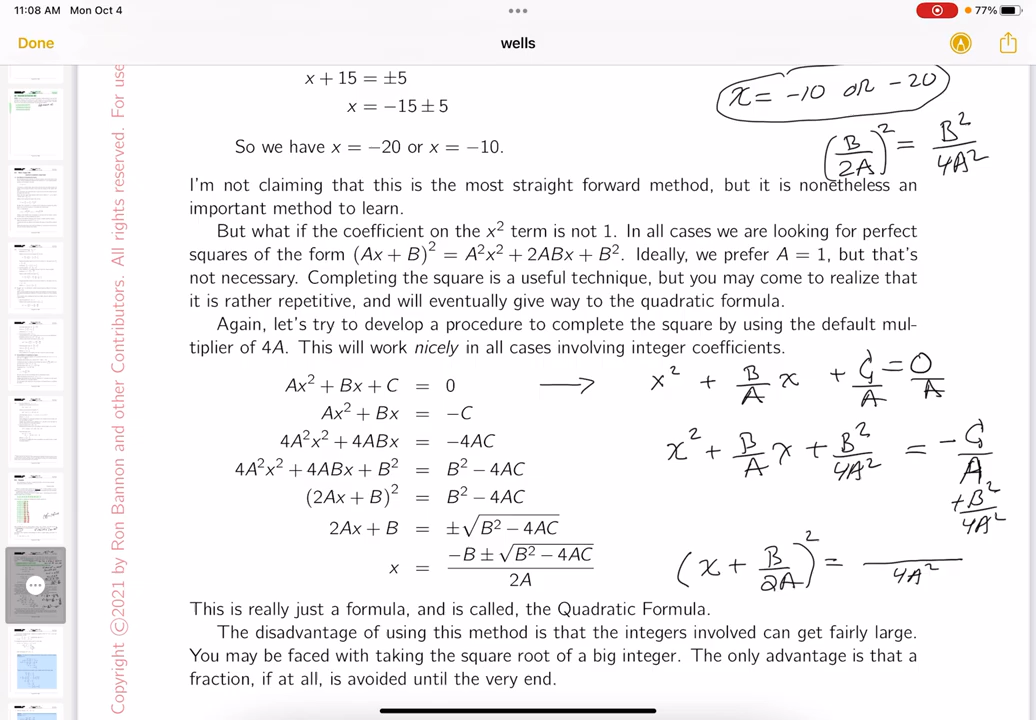 11:08 AM Mon Oct 4
77%
Done
wells
Copyright ©2021 by Ron Bannon and other Contributors. All rights reserved. For use
x + 15 = ±5
x = −15 ± 5
x = -10 OR -20
So we have x = −20 or x = −10.
(B/2A)² = B²/4A²
I'm not claiming that this is the most straight forward method, but it is nonetheless an
important method to learn.
But what if the coefficient on the x² term is not 1. In all cases we are looking for perfect
squares of the form (Ax + B)² = A²x² + 2ABx + B². Ideally, we prefer A = 1, but that's
not necessary. Completing the square is a useful technique, but you may come to realize that
it is rather repetitive, and will eventually give way to the quadratic formula.
Again, let's try to develop a procedure to complete the square by using the default mul-
tiplier of 4A. This will work nicely in all cases involving integer coefficients.
Ax² + Bx + C = 0 → x² + B/A x + C/A = 0/A
Ax² + Bx = −C
4A²x² + 4ABx = −4AC
x² + B/A x + B²/4A² = -C/A + B²/4A²
4A²x² + 4ABx + B² = B² − 4AC
(2Ax + B)² = B² − 4AC
2Ax + B = ±√(B² − 4AC)
x = (−B ± √(B² − 4AC))/2A
(x + B/2A)² = /4A²
This is really just a formula, and is called, the Quadratic Formula.
The disadvantage of using this method is that the integers involved can get fairly large.
You may be faced with taking the square root of a big integer. The only advantage is that a
fraction, if at all, is avoided until the very end.